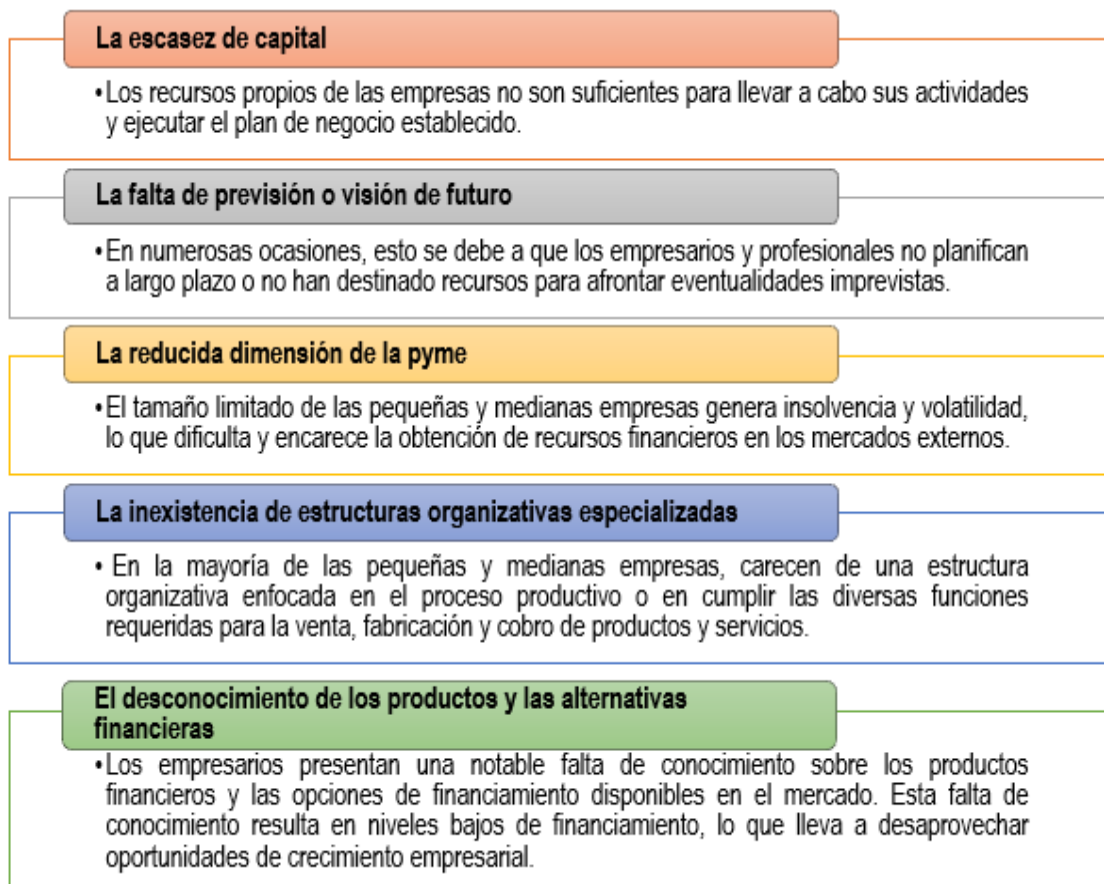 La escasez de capital
•Los recursos propios de las empresas no son suficientes para llevar a cabo sus actividades
y ejecutar el plan de negocio establecido.
La falta de previsión o visión de futuro
•En numerosas ocasiones, esto se debe a que los empresarios y profesionales no planifican
a largo plazo o no han destinado recursos para afrontar eventualidades imprevistas.
La reducida dimensión de la pyme
•El tamaño limitado de las pequeñas y medianas empresas genera insolvencia y volatilidad,
lo que dificulta y encarece la obtención de recursos financieros en los mercados externos.
La inexistencia de estructuras organizativas especializadas
• En la mayoría de las pequeñas y medianas empresas, carecen de una estructura
organizativa enfocada en el proceso productivo o en cumplir las diversas funciones
requeridas para la venta, fabricación y cobro de productos y servicios.
El desconocimiento de los productos y las alternativas
financieras
•Los empresarios presentan una notable falta de conocimiento sobre los productos
financieros y las opciones de financiamiento disponibles en el mercado. Esta falta de
conocimiento resulta en niveles bajos de financiamiento, lo que lleva a desaprovechar
oportunidades de crecimiento empresarial.